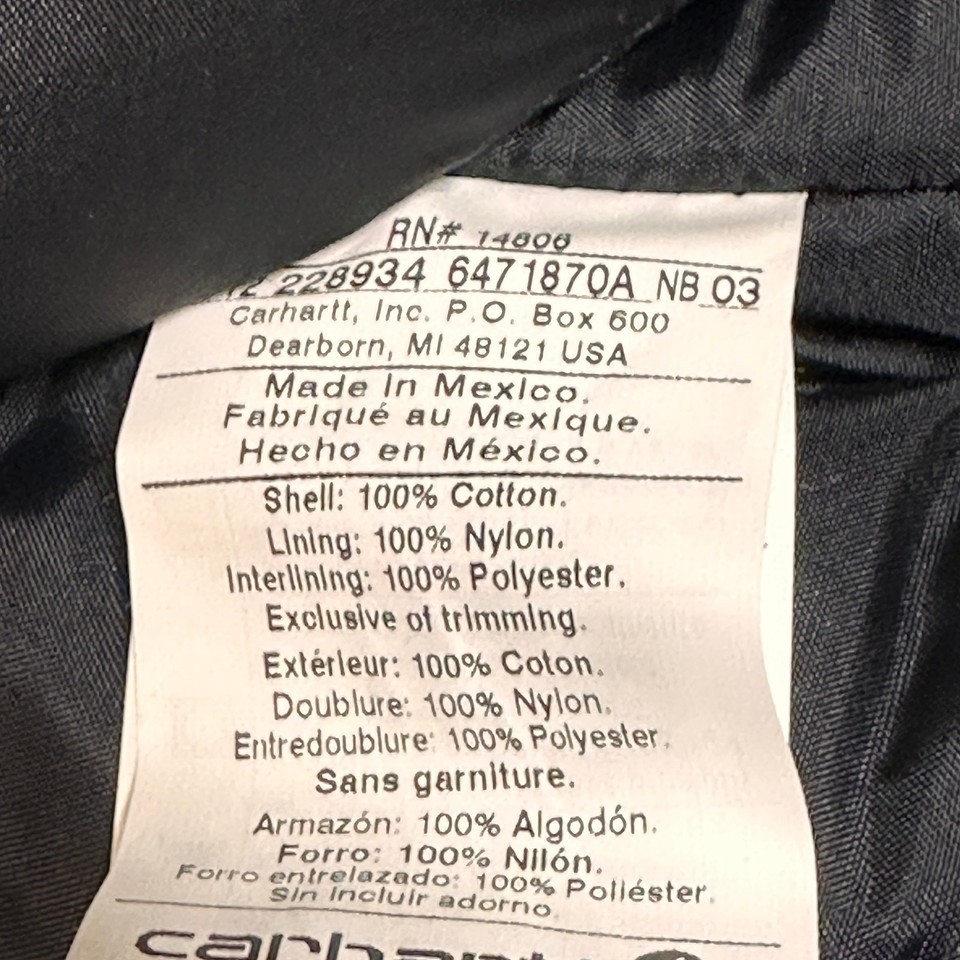 RN# 14806
228934 6471870A NB 03
Carhartt, Inc. P.O. Box 600
Dearborn, MI 48121 USA
Made in Mexico.
Fabriqué au Mexique.
Hecho en México.
Shell: 100% Cotton.
Lining: 100% Nylon.
Interlining: 100% Polyester.
Exclusive of trimming.
Extérieur: 100% Coton.
Doublure: 100% Nylon.
Entredoublure: 100% Polyester.
Sans garniture.
Armazón: 100% Algodón.
Forro: 100% Nilón.
Forro entrelazado: 100% Poliéster.
Sin incluir adorno.
carhartt